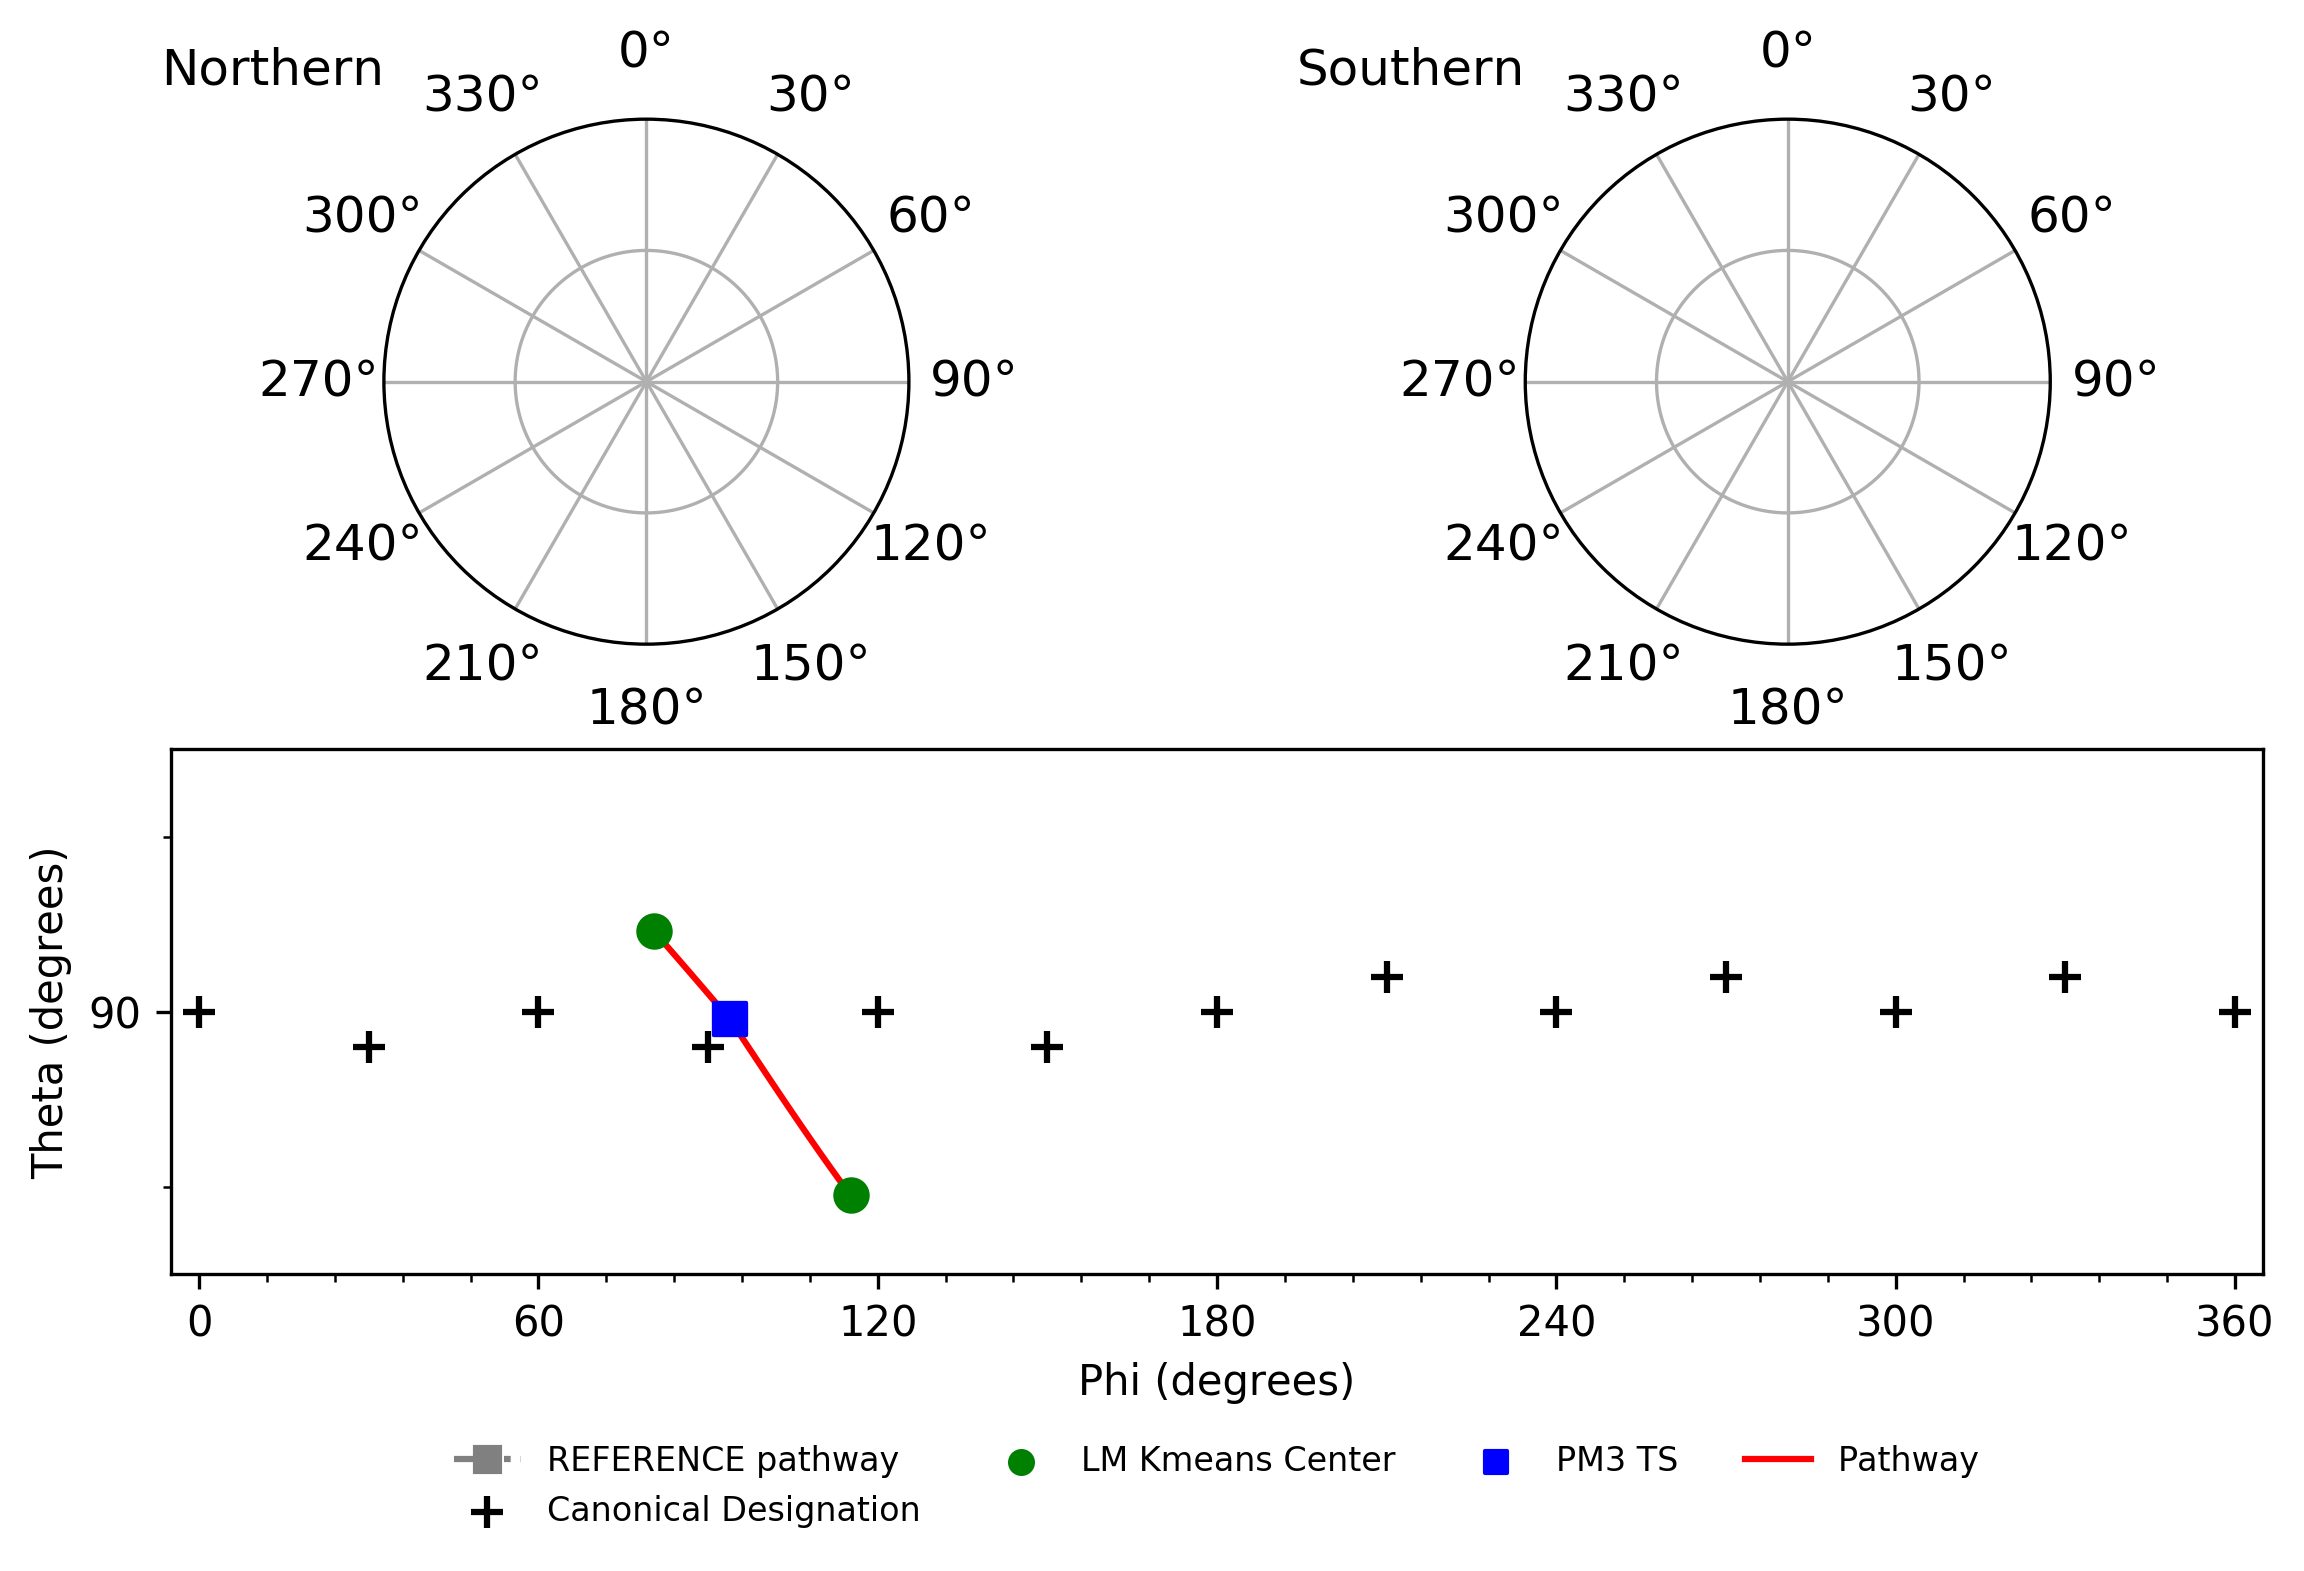 Northern
0°
30°
60°
90°
120°
150°
180°
210°
240°
270°
300°
330°
Southern
0°
30°
60°
90°
120°
150°
180°
210°
240°
270°
300°
330°
Theta (degrees)
90
0 60 120 180 240 300 360
Phi (degrees)
REFERENCE pathway
Canonical Designation
LM Kmeans Center
PM3 TS
Pathway